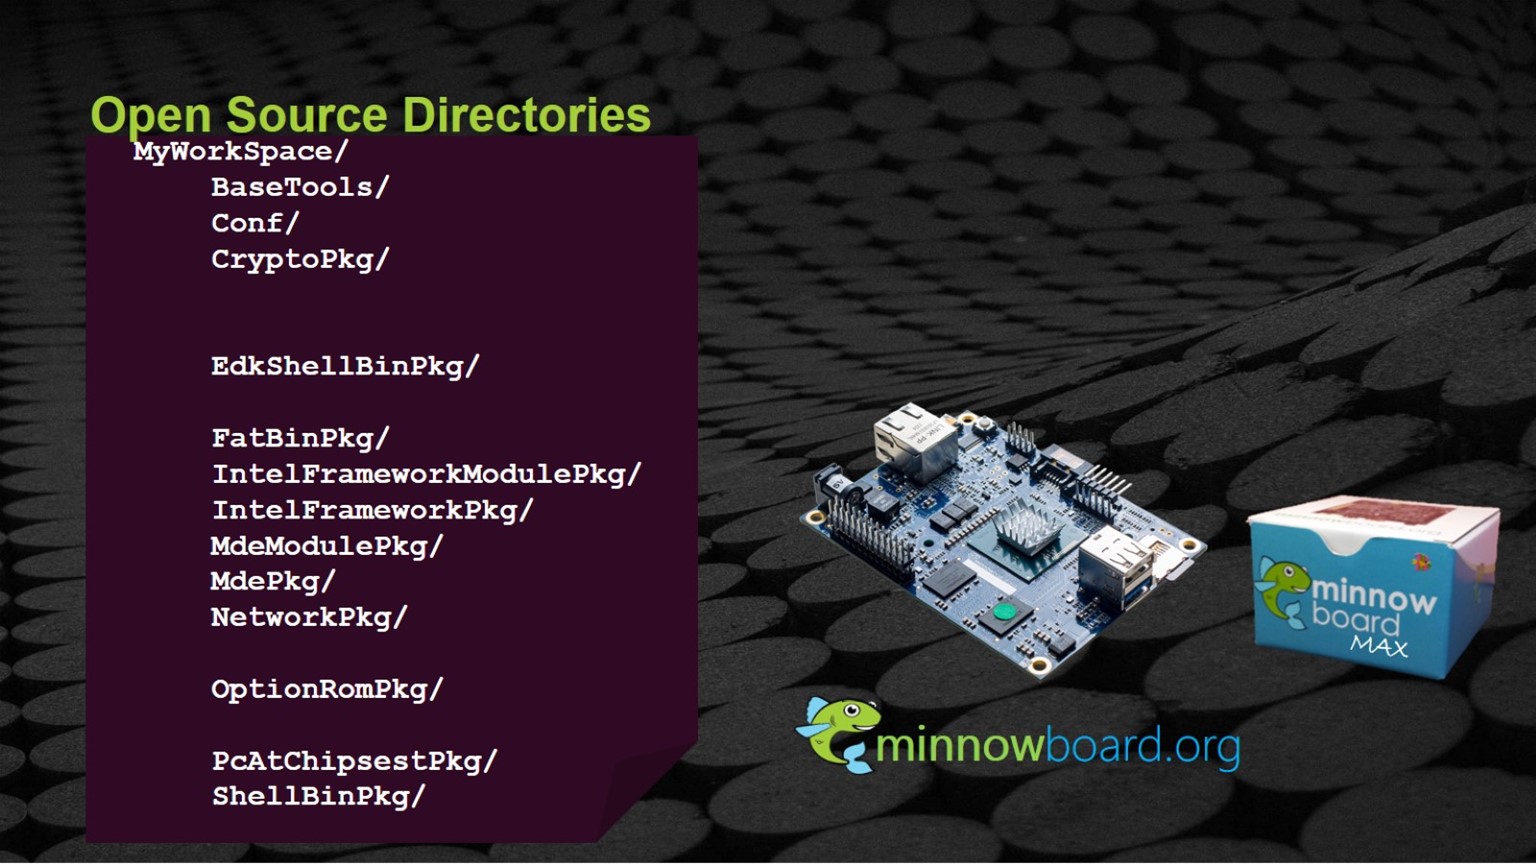 Open Source Directories
MyWorkSpace/
BaseTools/
Conf/
CryptoPkg/
EdkShellBinPkg/
FatBinPkg/
IntelFrameworkModulePkg/
IntelFrameworkPkg/
MdeModulePkg/
MdePkg/
NetworkPkg/
OptionRomPkg/
PcAtChipsestPkg/
ShellBinPkg/
minnow
board
MAX
minnowboard.org